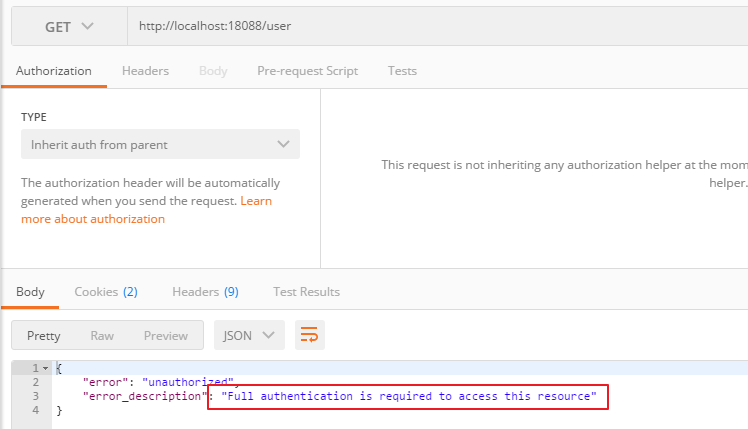 GET http://localhost:18088/user
Authorization Headers Body Pre-request Script Tests
TYPE
Inherit auth from parent
This request is not inheriting any authorization helper at the mom
helper.
The authorization header will be automatically
generated when you send the request. Learn
more about authorization
Body Cookies (2) Headers (9) Test Results
Pretty Raw Preview JSON
1 {
2 "error": "unauthorized",
3 "error_description": "Full authentication is required to access this resource"
4 }